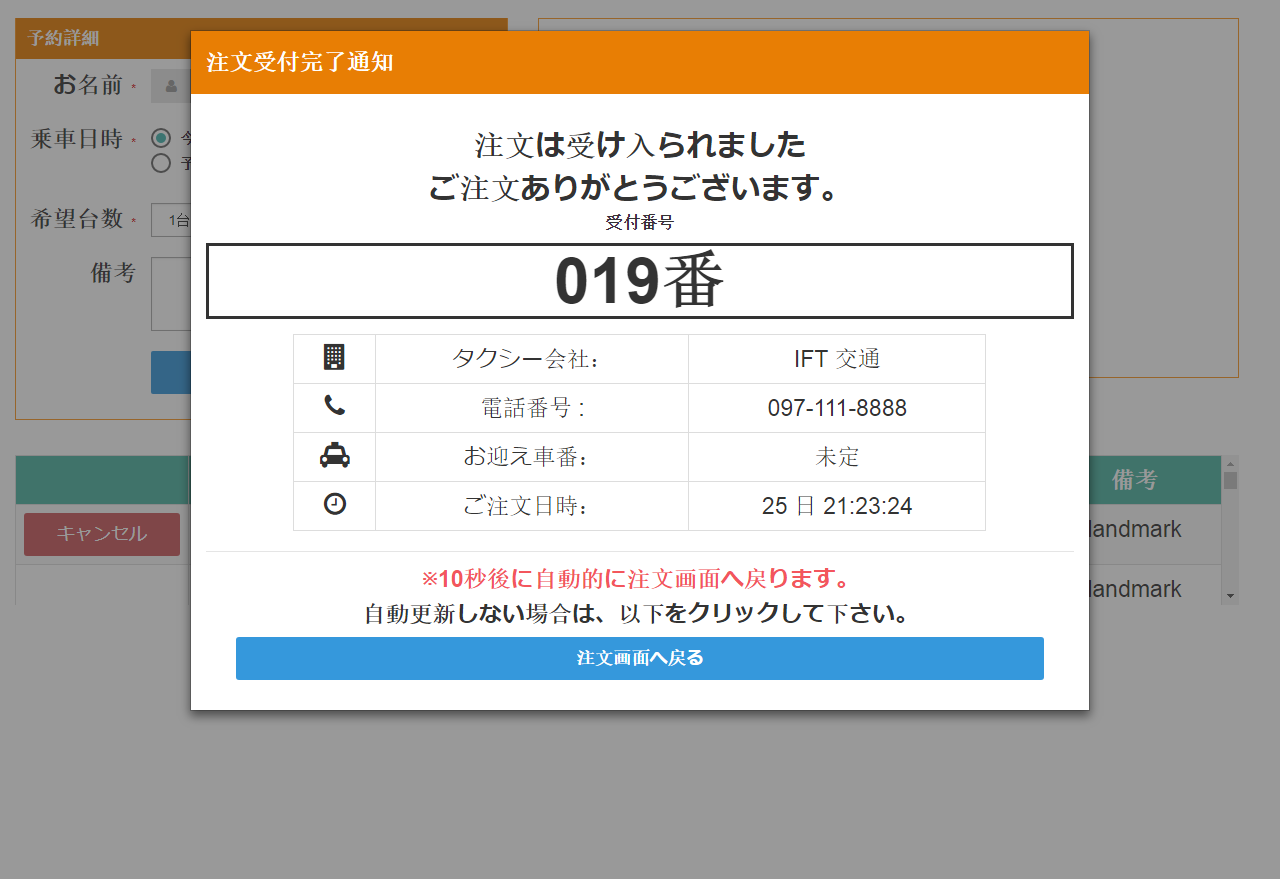 予約詳細
注文受付完了通知
お名前 *
注文は受け入れました
ご注文ありがとうございます。
乗車日時 *
受付番号
019番
希望台数 *
1台
備考
タクシー会社: IFT 交通
電話番号 : 097-111-8888
お迎え車番: 未定
ご注文日時: 25 日 21:23:24
備考
キャンセル
landmark
※10秒後に自動的に注文画面へ戻ります。
landmark
自動更新しない場合は、以下をクリックして下さい。
注文画面へ戻る